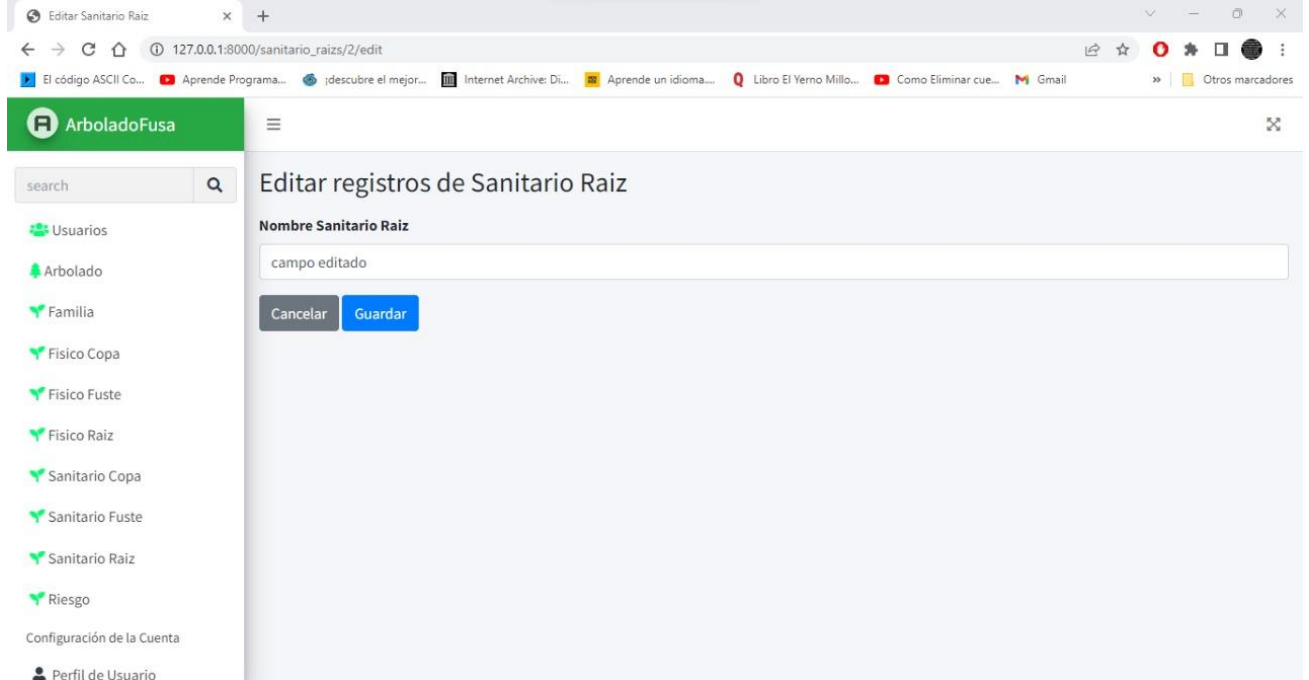 Editar Sanitario Raiz
127.0.0.1:8000/sanitario_raizs/2/edit
El código ASCII Co... Aprende Programa... ¡descubre el mejor... Internet Archive: Di... Aprende un idioma.... Libro El Yerno Millo... Como Eliminar cue... Gmail » Otros marcadores
ArboladoFusa
search
Editar registros de Sanitario Raiz
Nombre Sanitario Raiz
campo editado
Cancelar Guardar
Usuarios
Arbolado
Familia
Fisico Copa
Fisico Fuste
Fisico Raiz
Sanitario Copa
Sanitario Fuste
Sanitario Raiz
Riesgo
Configuración de la Cuenta
Perfil de Usuario